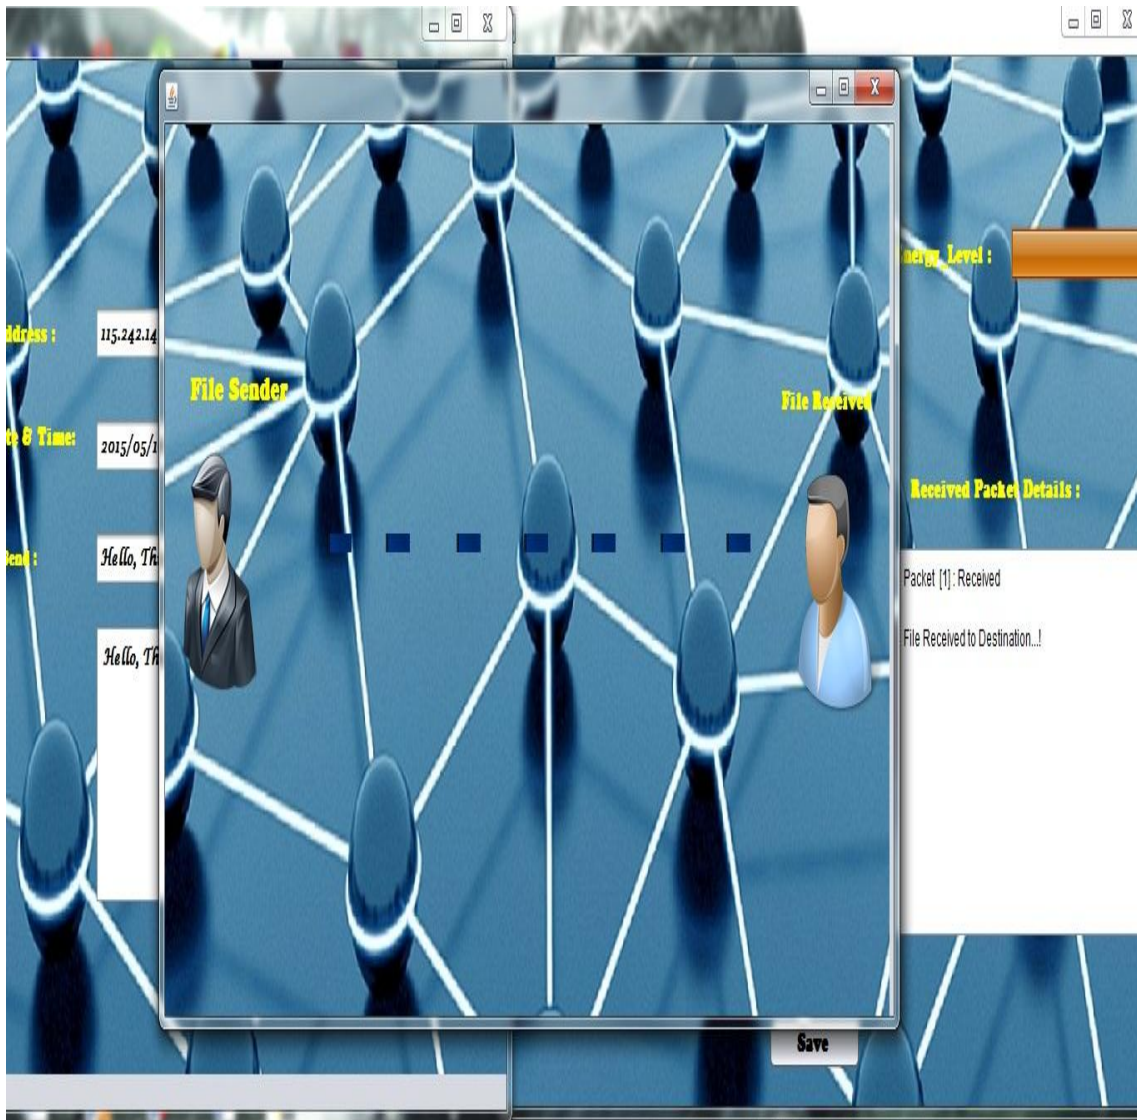 ddress :
115.242.14
te & Time:
2015/05/1
Send :
Hello, Th
Hello, Th
File Sender
File Received
nergy_Level :
Received Packet Details :
Packet [1] : Received
File Received to Destination...!
Save